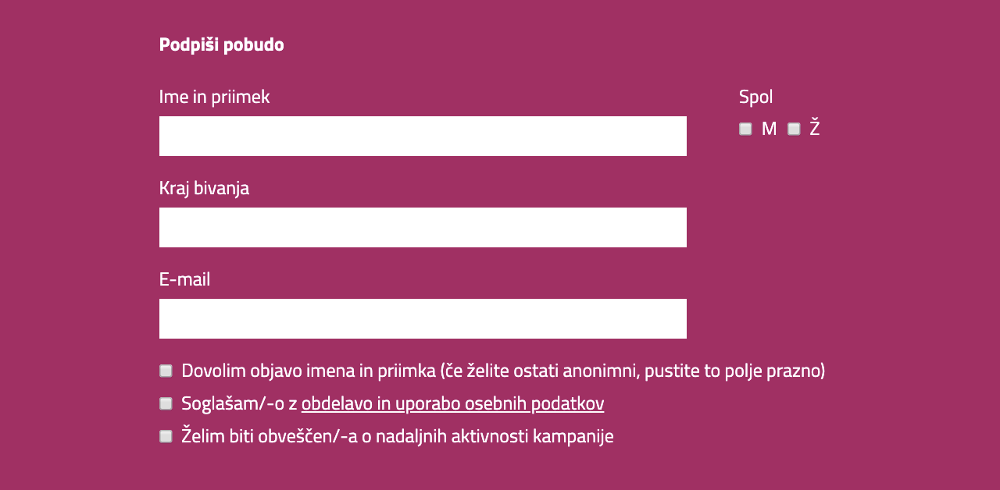 Podpiši pobudo
Ime in priimek
Spol
M Ž
Kraj bivanja
E-mail
Dovolim objavo imena in priimka (če želite ostati anonimni, pustite to polje prazno)
Soglašam/-o z obdelavo in uporabo osebnih podatkov
Želim biti obveščen/-a o nadaljnih aktivnosti kampanije